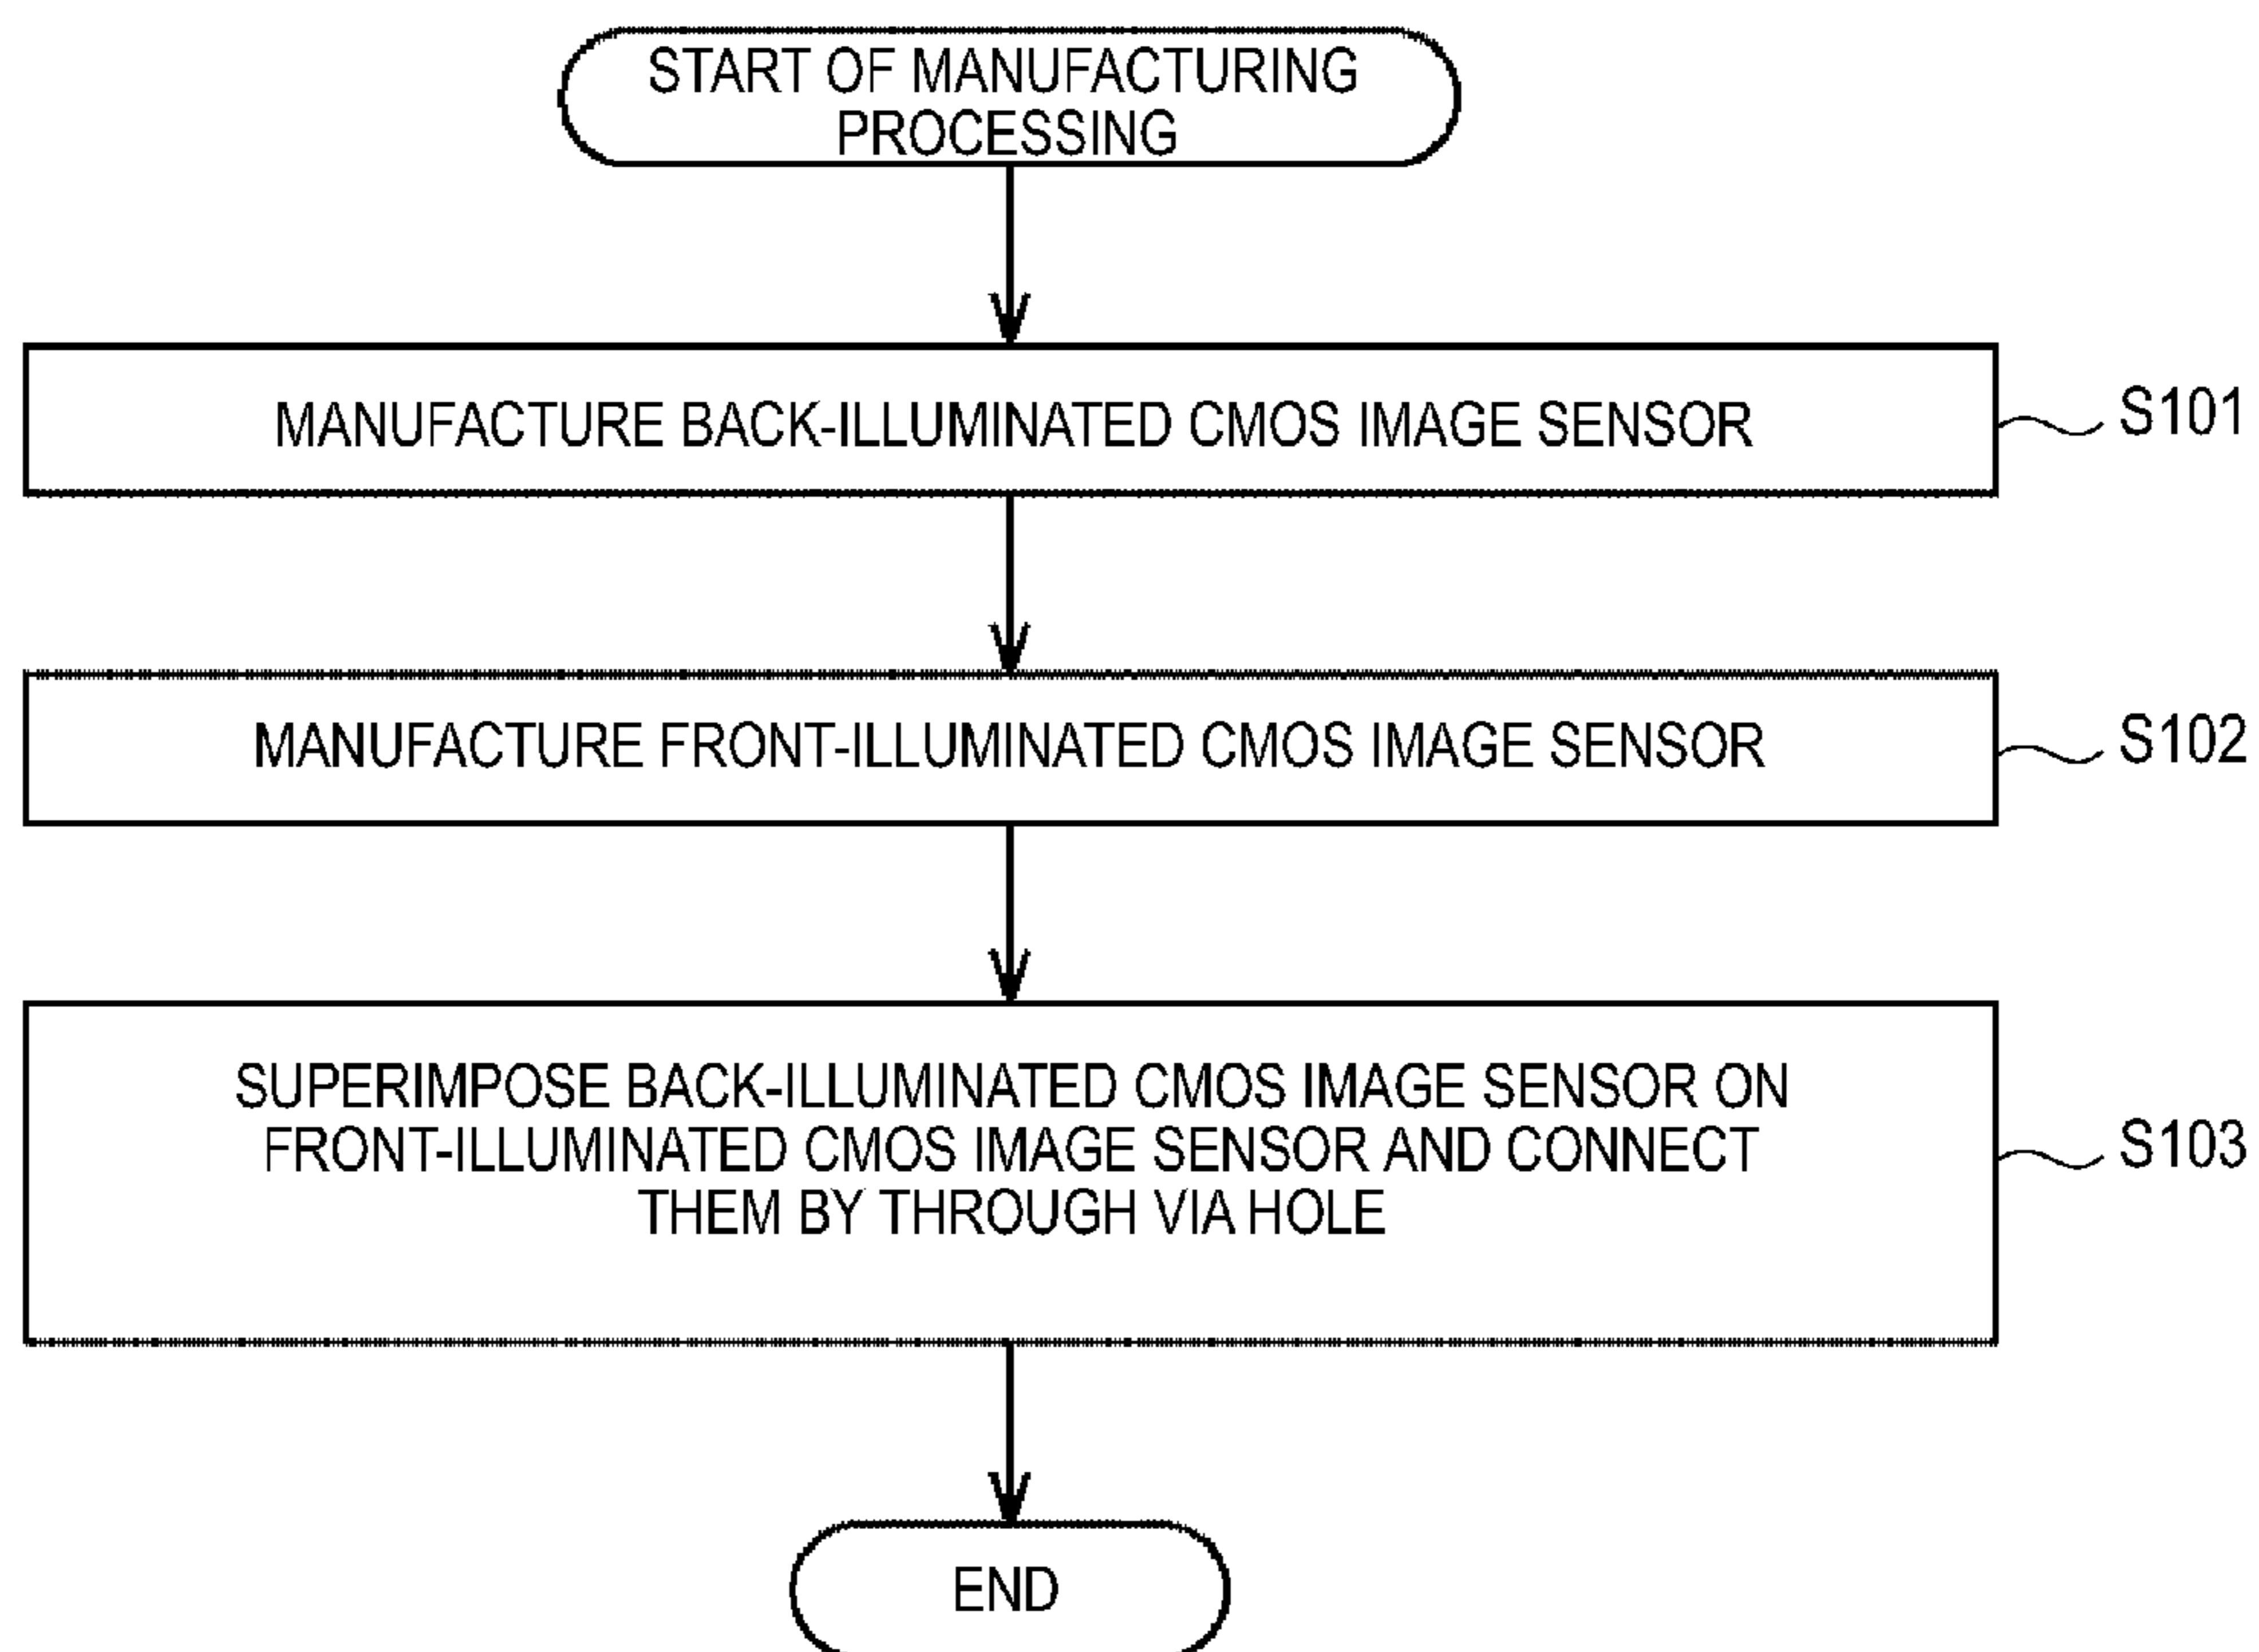 START OF MANUFACTURING
PROCESSING
MANUFACTURE BACK-ILLUMINATED CMOS IMAGE SENSOR
S101
MANUFACTURE FRONT-ILLUMINATED CMOS IMAGE SENSOR
S102
SUPERIMPOSE BACK-ILLUMINATED CMOS IMAGE SENSOR ON
FRONT-ILLUMINATED CMOS IMAGE SENSOR AND CONNECT
THEM BY THROUGH VIA HOLE
S103
END